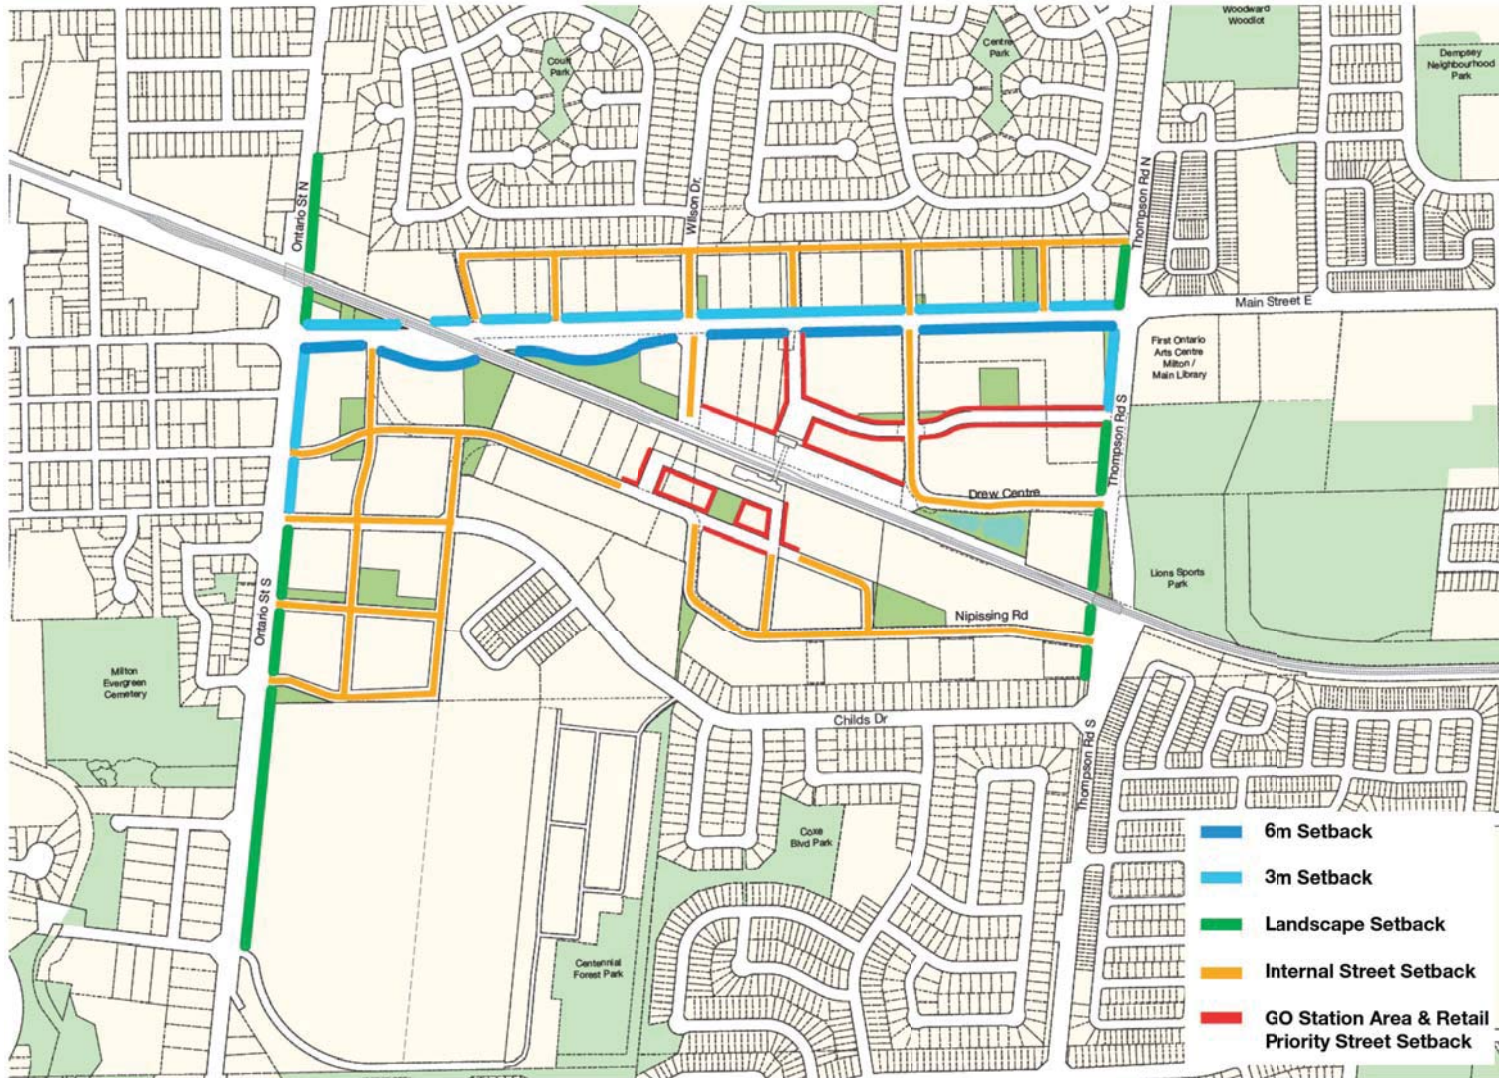 Woodward
Woodlot
Court
Park
Centre
Park
Dempsey
Neighbourhood
Park
Ontario St N
Willson Dr.
Thompson Rd N
Main Street E
First Ontario
Arts Centre
Milton /
Main Library
Thompson Rd S
Drew Centre
Lions Sports
Park
Ontario St S
Nipissing Rd
Milton
Evergreen
Cemetery
Childs Dr
Thompson Rd S
Coxe
Blvd Park
Centennial
Forest Park
6m Setback
3m Setback
Landscape Setback
Internal Street Setback
GO Station Area & Retail
Priority Street Setback